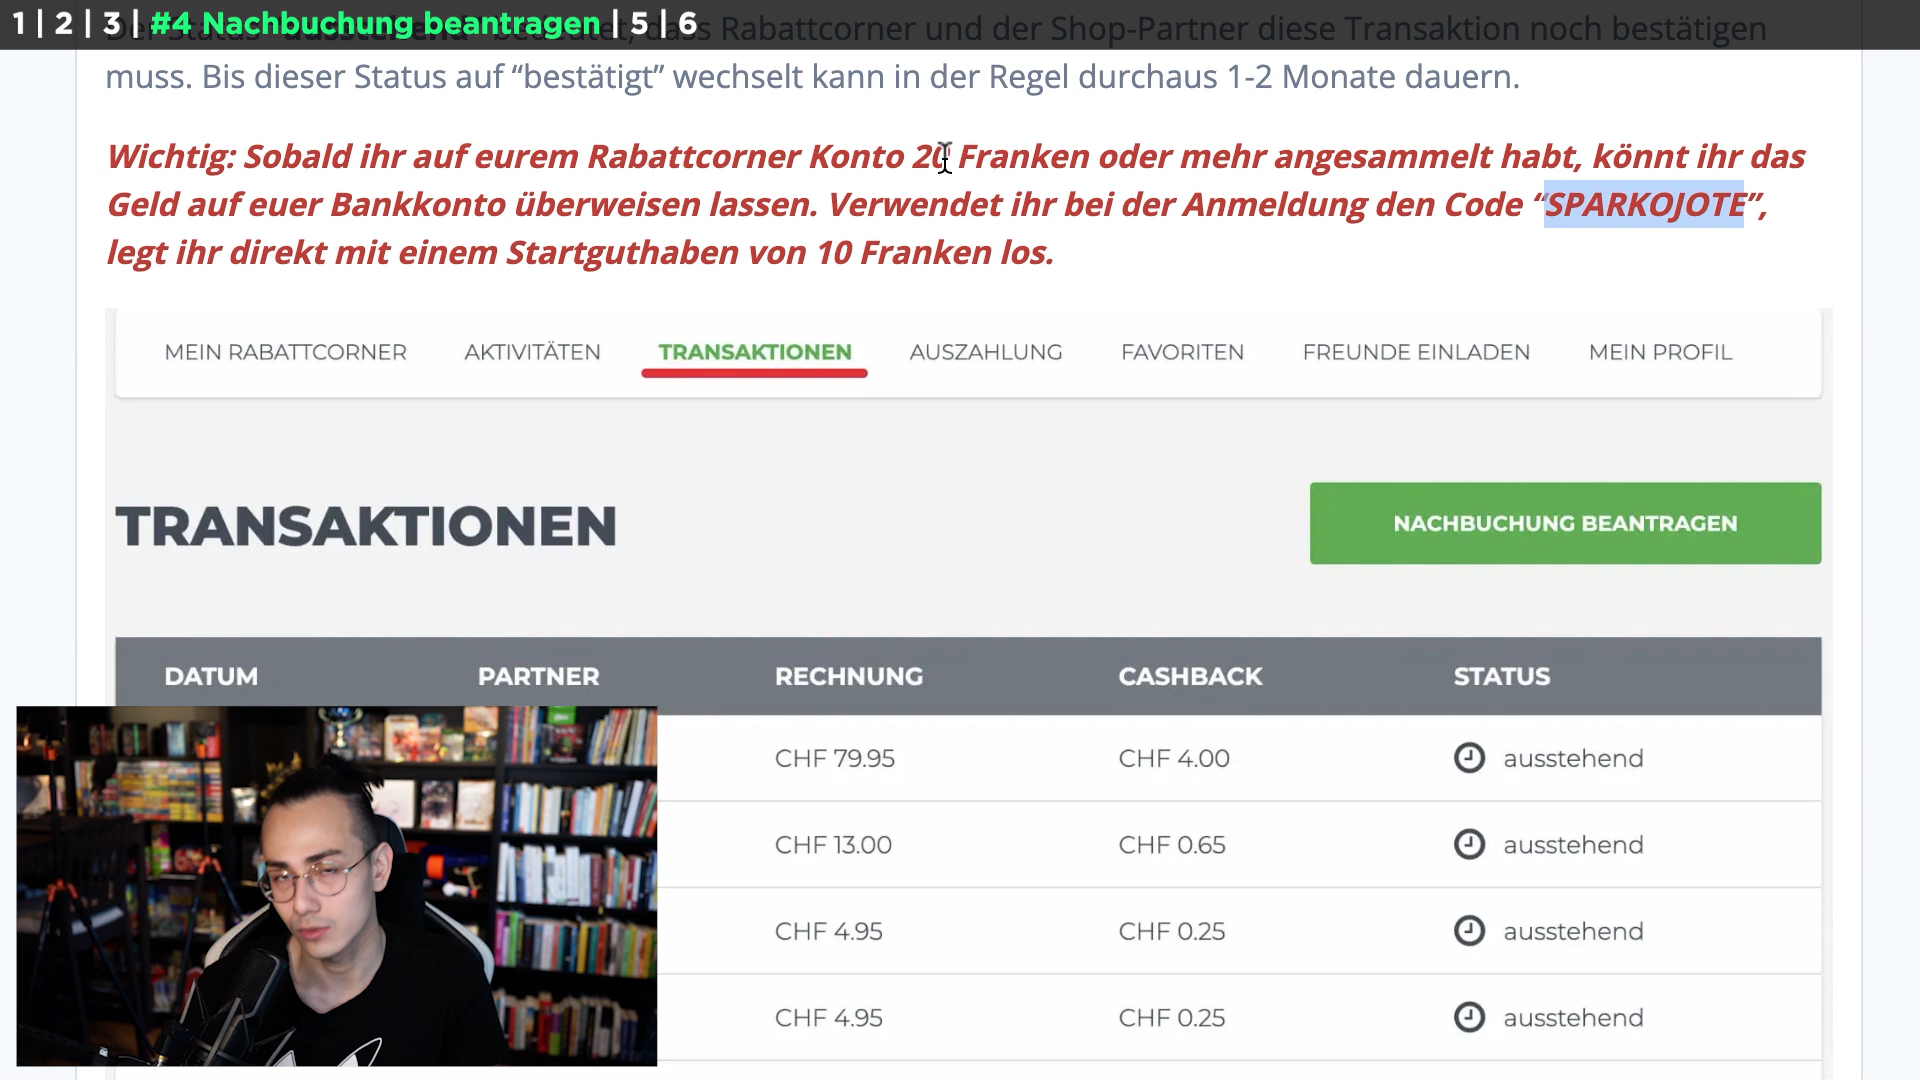 1 | 2 | 3 | #4 Nachbuchung beantragen | 5 | 6
dass Rabattcorner und der Shop-Partner diese Transaktion noch bestätigen
muss. Bis dieser Status auf “bestätigt” wechselt kann in der Regel durchaus 1-2 Monate dauern.
Wichtig: Sobald ihr auf eurem Rabattcorner Konto 20 Franken oder mehr angesammelt habt, könnt ihr das
Geld auf euer Bankkonto überweisen lassen. Verwendet ihr bei der Anmeldung den Code “SPARKOJOTE”,
legt ihr direkt mit einem Startguthaben von 10 Franken los.
MEIN RABATTCORNER AKTIVITÄTEN TRANSAKTIONEN AUSZAHLUNG FAVORITEN FREUNDE EINLADEN MEIN PROFIL
TRANSAKTIONEN NACHBUCHUNG BEANTRAGEN
DATUM PARTNER RECHNUNG CASHBACK STATUS
CHF 79.95 CHF 4.00 ausstehend
CHF 13.00 CHF 0.65 ausstehend
CHF 4.95 CHF 0.25 ausstehend
CHF 4.95 CHF 0.25 ausstehend